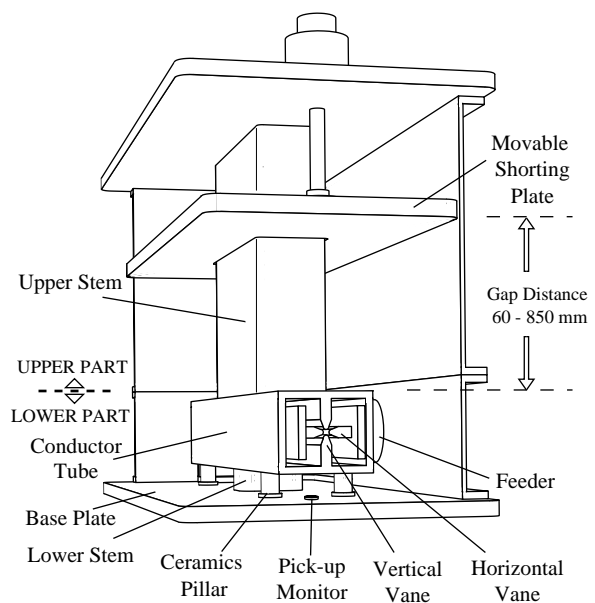 Movable
Shorting
Plate
Upper Stem
Gap Distance
60 - 850 mm
UPPER PART
LOWER PART
Conductor
Tube
Feeder
Base Plate
Lower Stem
Ceramics
Pillar
Pick-up
Monitor
Vertical
Vane
Horizontal
Vane